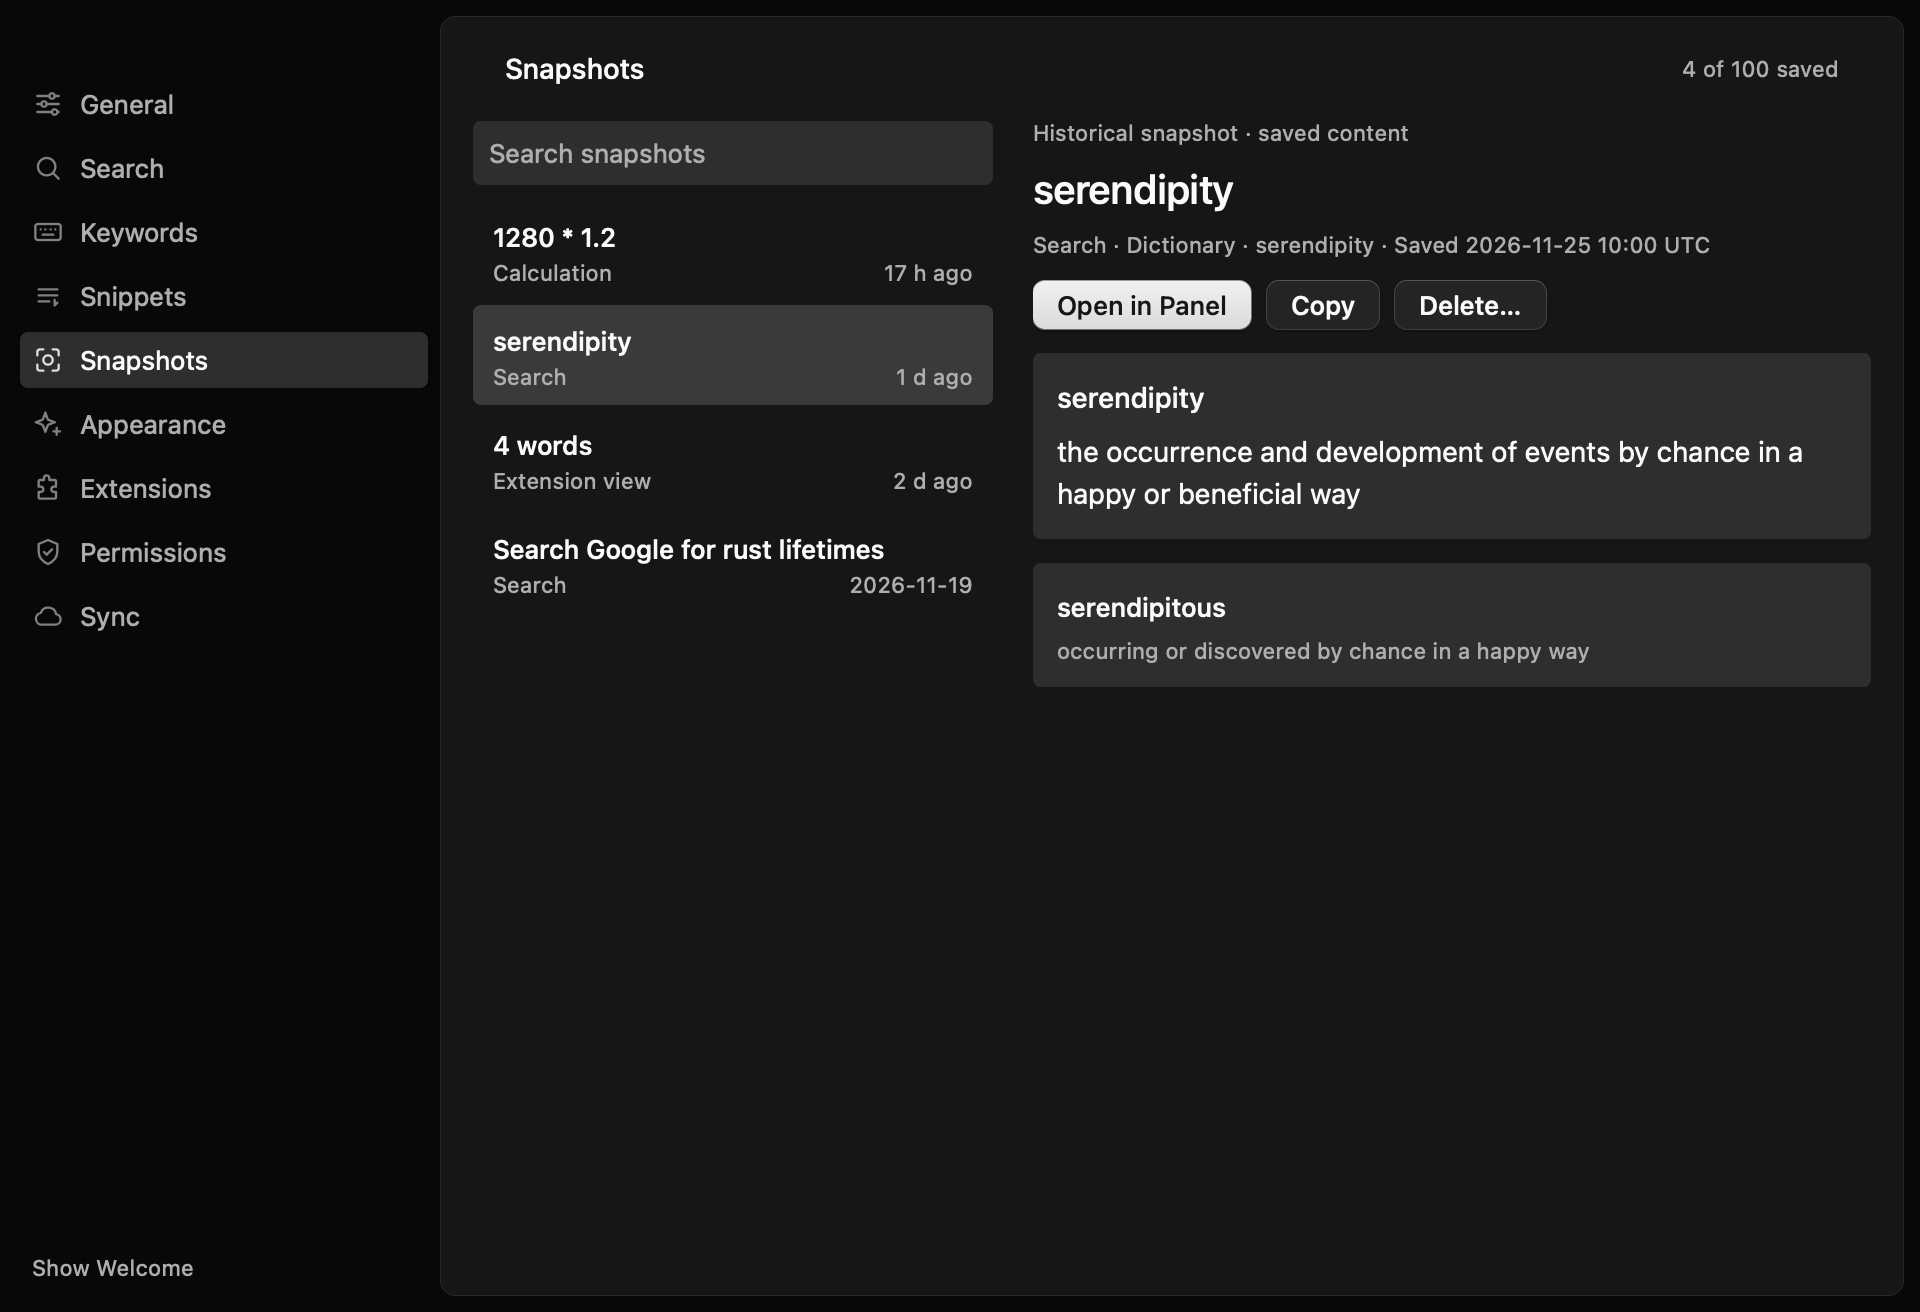 General
Search
Keywords
Snippets
Snapshots
Appearance
Extensions
Permissions
Sync
Show Welcome
Snapshots
4 of 100 saved
Search snapshots
1280 * 1.2
Calculation 17 h ago
serendipity
Search 1 d ago
4 words
Extension view 2 d ago
Search Google for rust lifetimes
Search 2026-11-19
Historical snapshot · saved content
serendipity
Search · Dictionary · serendipity · Saved 2026-11-25 10:00 UTC
Open in Panel Copy Delete...
serendipity
the occurrence and development of events by chance in a
happy or beneficial way
serendipitous
occurring or discovered by chance in a happy way